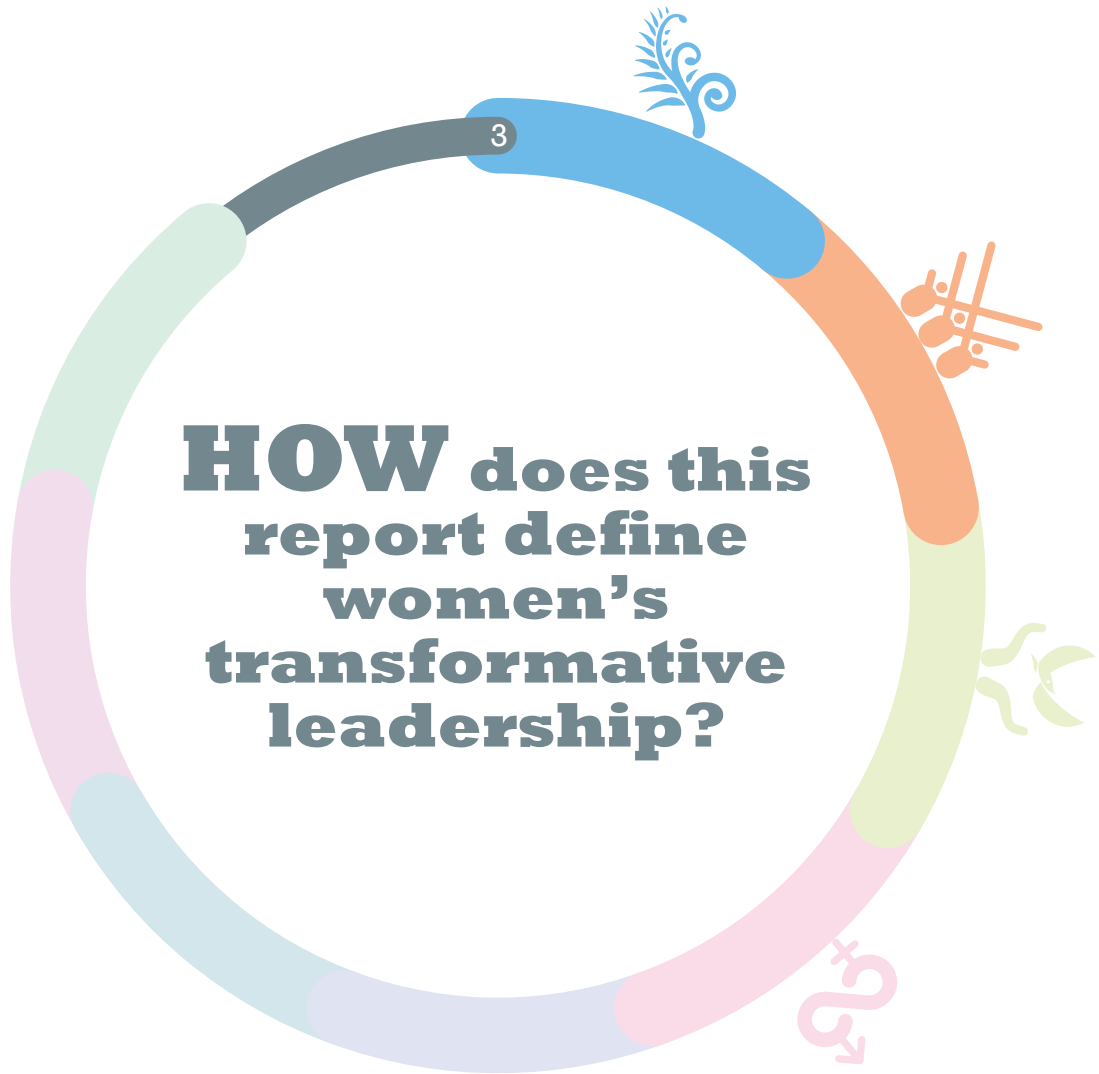 3
HOW does this
report define
women’s
transformative
leadership?